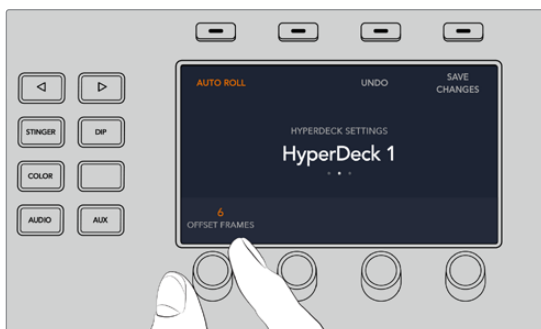 AUTO ROLL
UNDO
SAVE
CHANGES
STINGER
DIP
HYPERDECK SETTINGS
HyperDeck 1
COLOR
AUDIO
AUX
6
OFFSET FRAMES